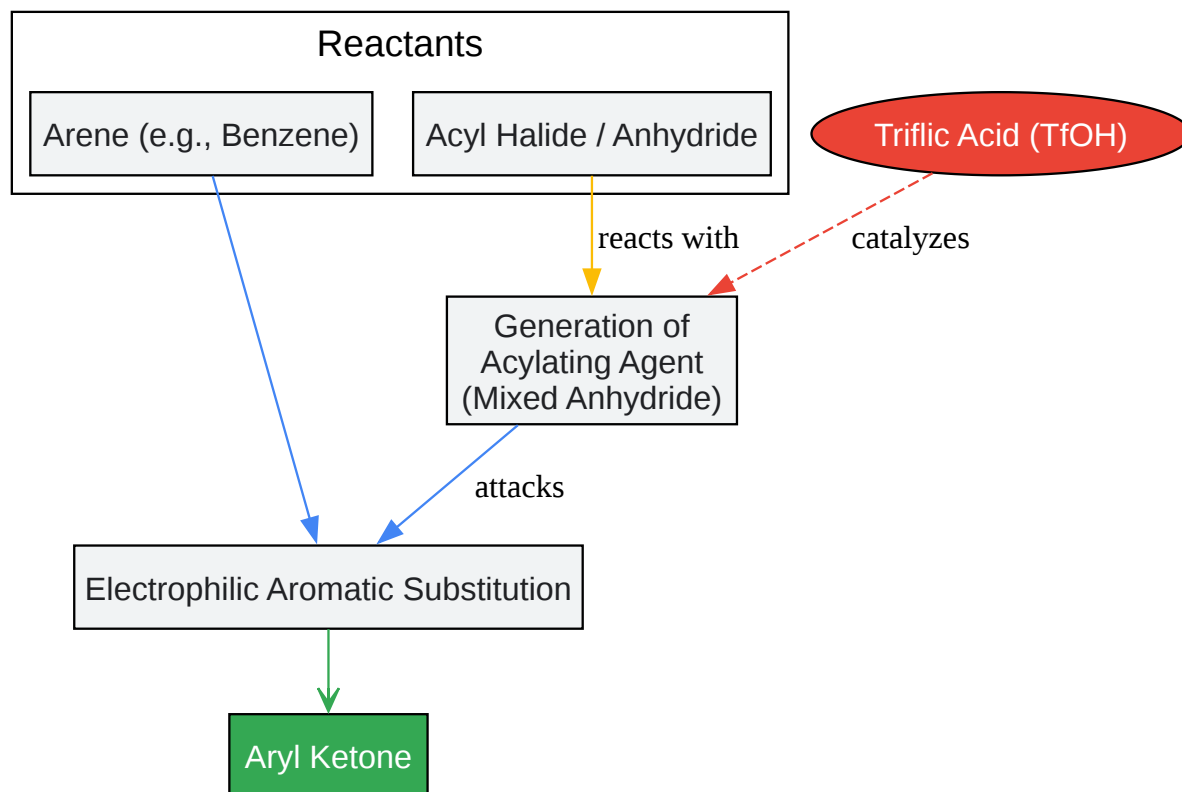 Reactants
Arene (e.g., Benzene)
Acyl Halide / Anhydride
Triflic Acid (TfOH)
reacts with
catalyzes
Generation of
Acylating Agent
(Mixed Anhydride)
attacks
Electrophilic Aromatic Substitution
Aryl Ketone